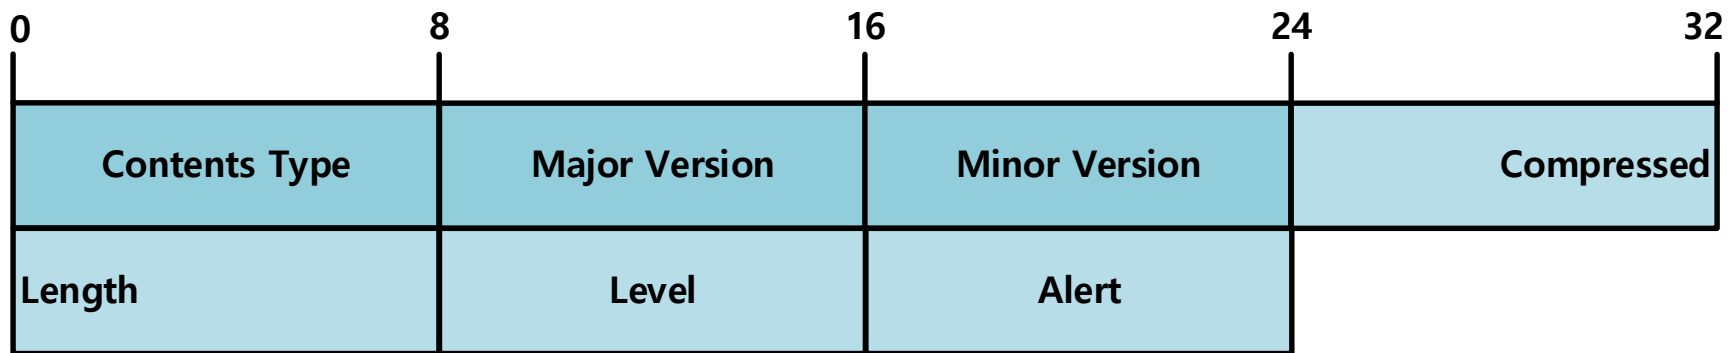 0 8 16 24 32
Contents Type Major Version Minor Version Compressed
Length Level Alert